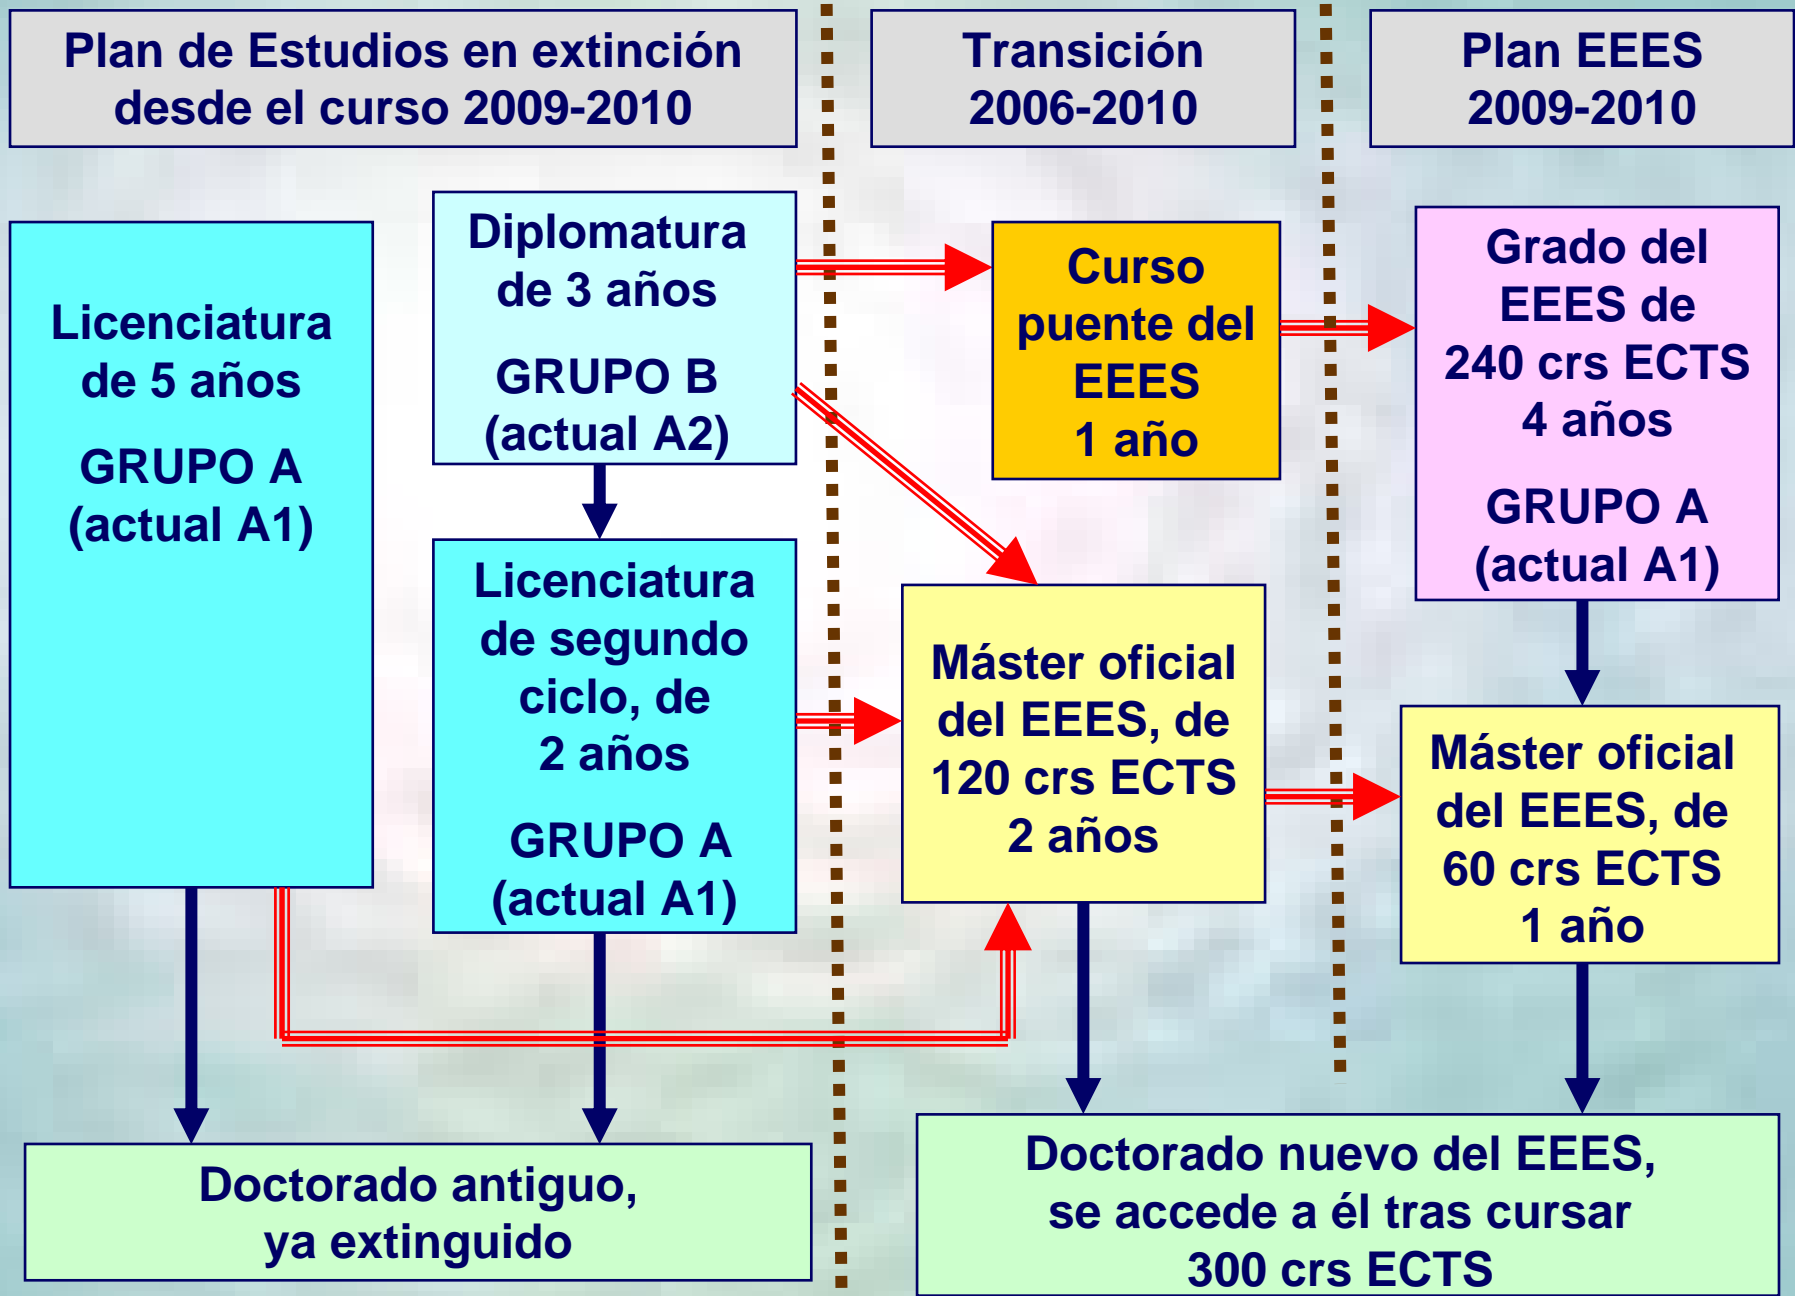 Plan de Estudios en extinción
desde el curso 2009-2010
Transición
2006-2010
Plan EEES
2009-2010
Licenciatura
de 5 años
GRUPO A
(actual A1)
Diplomatura
de 3 años
GRUPO B
(actual A2)
Licenciatura
de segundo
ciclo, de
2 años
GRUPO A
(actual A1)
Curso
puente del
EEES
1 año
Máster oficial
del EEES, de
120 crs ECTS
2 años
Grado del
EEES de
240 crs ECTS
4 años
GRUPO A
(actual A1)
Máster oficial
del EEES, de
60 crs ECTS
1 año
Doctorado antiguo,
ya extinguido
Doctorado nuevo del EEES,
se accede a él tras cursar
300 crs ECTS